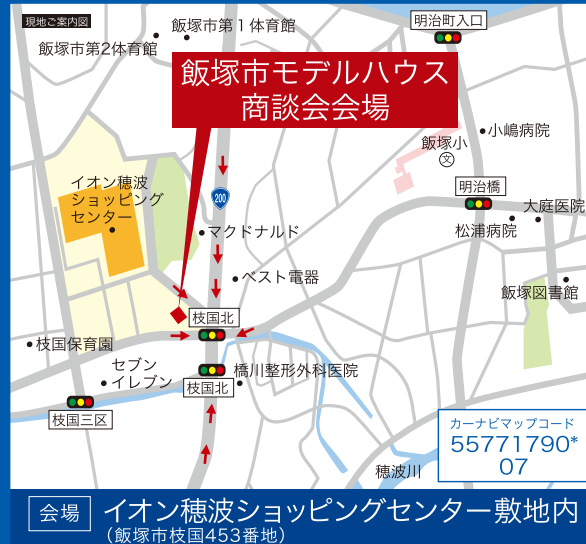 現地ご案内図
飯塚市第1体育館
飯塚市第2体育館
明治町入口
飯塚市モデルハウス
商談会会場
小嶋病院
飯塚小
文
イオン穂波
ショッピング
センター
200
明治橋
大庭医院
松浦病院
マクドナルド
ベスト電器
飯塚図書館
枝国北
枝国保育園
セブン
イレブン
橋川整形外科医院
枝国北
枝国三区
カーナビマップコード
55771790*
07
穂波川
会場
イオン穂波ショッピングセンター敷地内
(飯塚市枝国453番地)